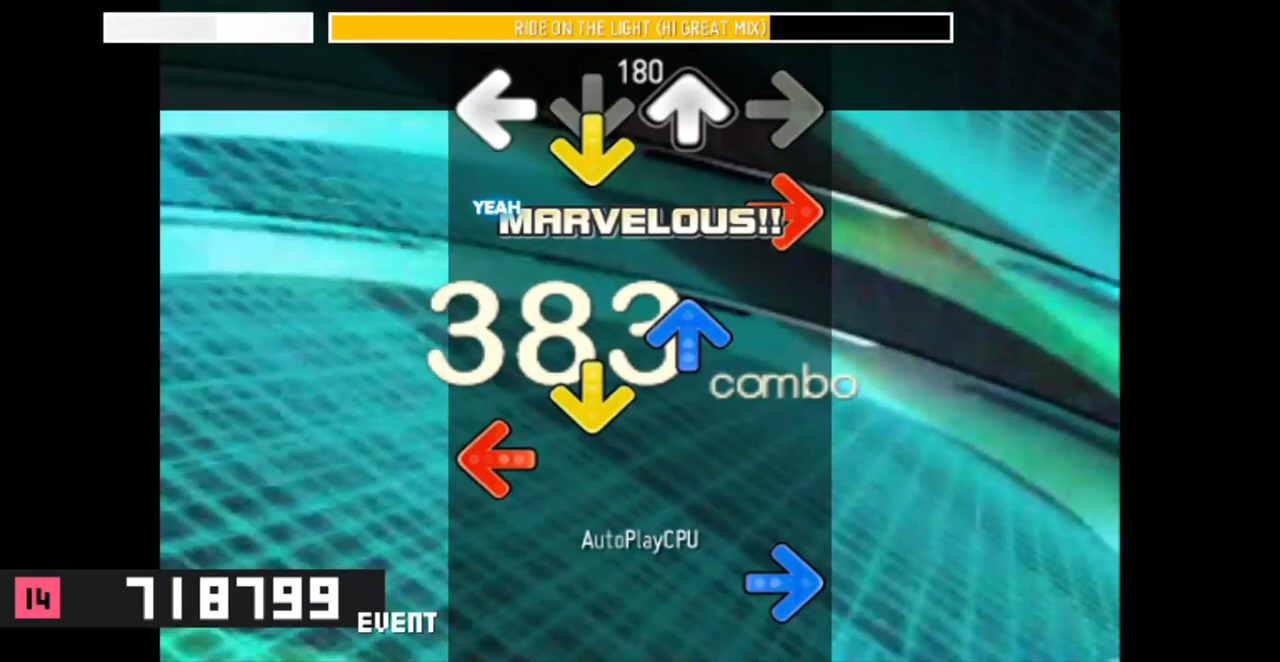 RIDE ON THE LIGHT (HI GREAT MIX)
180
YEAH
MARVELOUS!!
383
combo
AutoPlayCPU
14 718799
EVENT